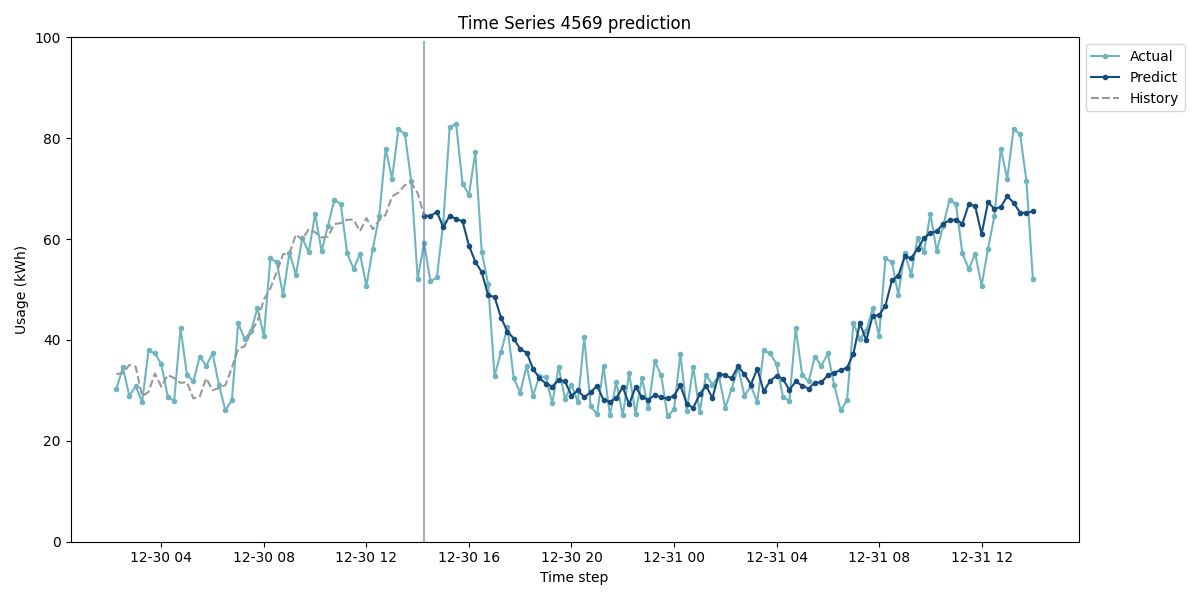 Time Series 4569 prediction
Usage (kWh)
100
80
60
40
20
0
12-30 04
12-30 08
12-30 12
12-30 16
12-30 20
12-31 00
12-31 04
12-31 08
12-31 12
Time step
Actual
Predict
History